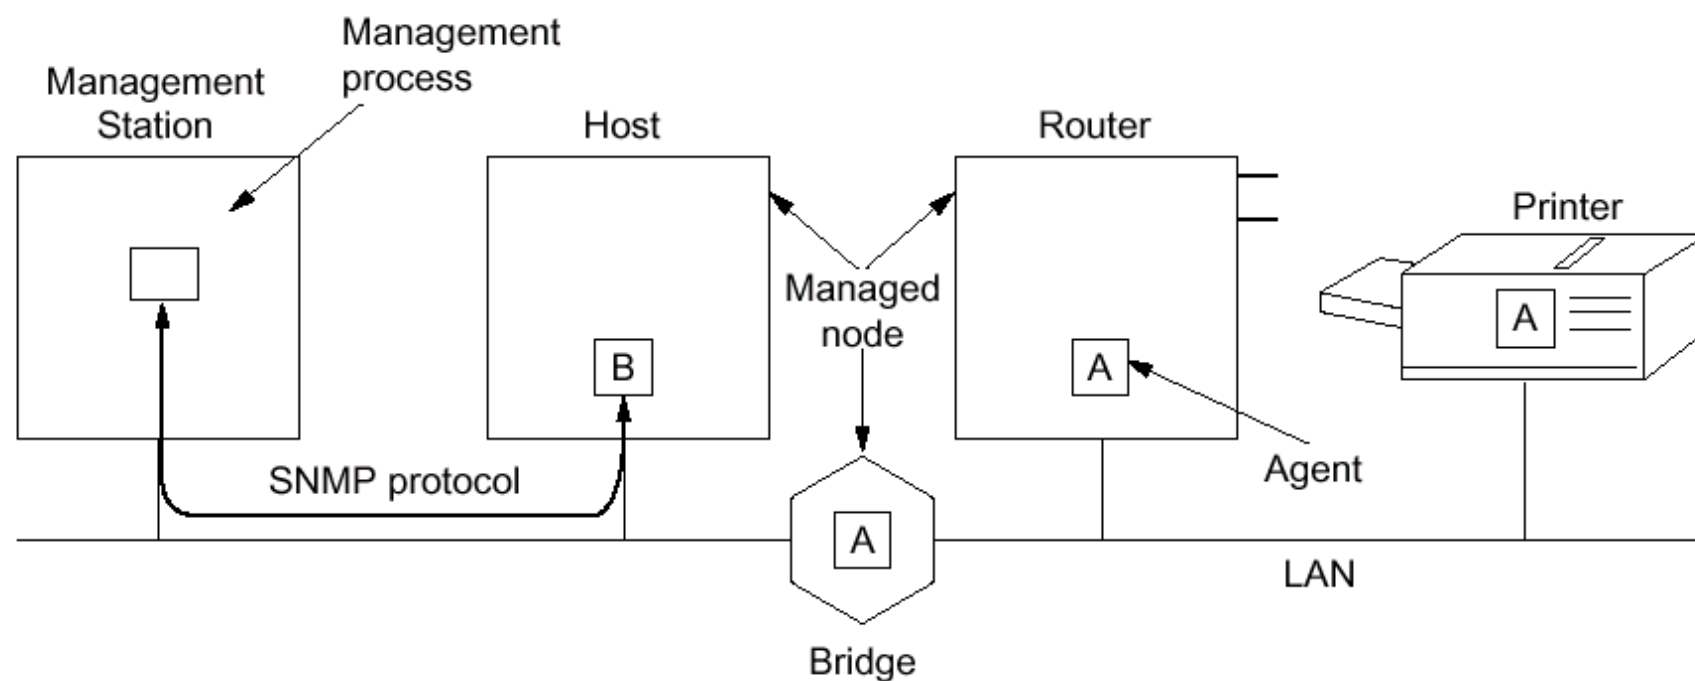 Management
process
Management
Station
Host
Router
Printer
Managed
node
B
A
A
Agent
SNMP protocol
A
LAN
Bridge